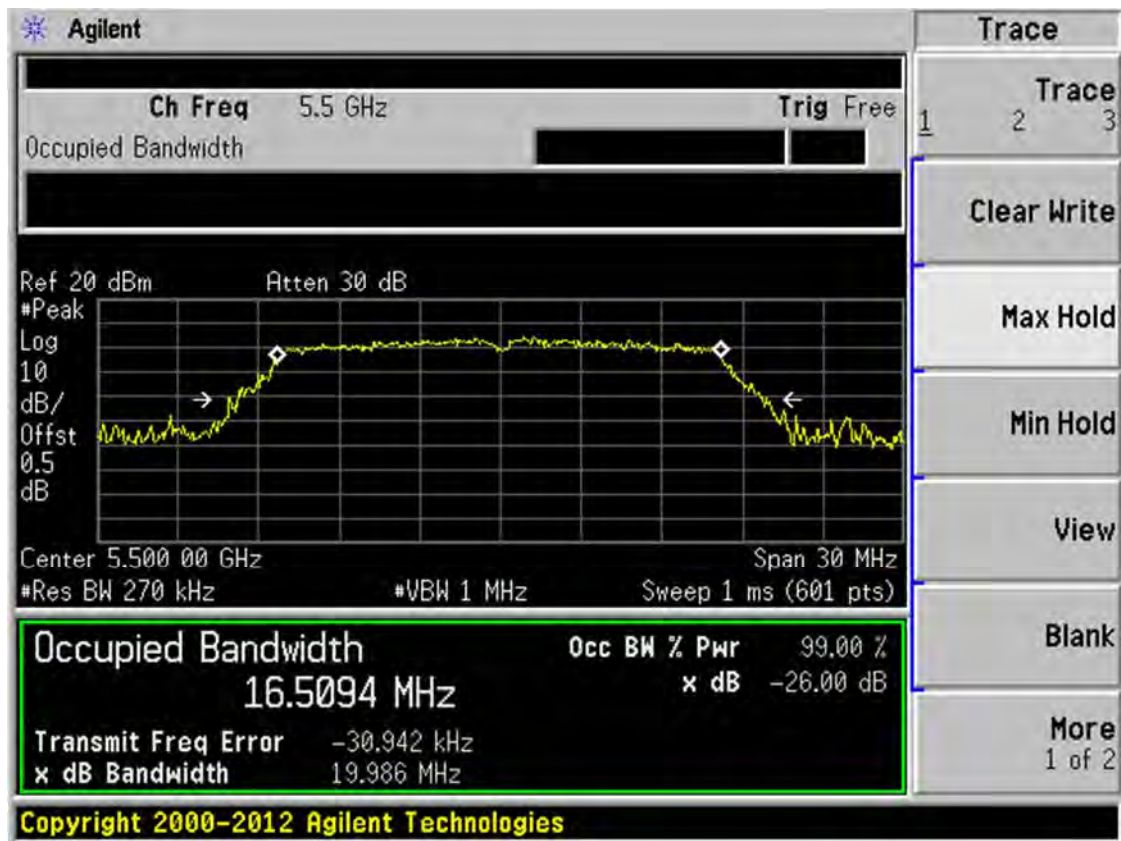 Agilent
Trace
Ch Freq 5.5 GHz Trig Free
Occupied Bandwidth
Trace
1 2 3
Clear Write
Max Hold
Min Hold
View
Blank
More
1 of 2
Ref 20 dBm Atten 30 dB
#Peak
Log
10
dB/
Offst
0.5
dB
Center 5.500 00 GHz Span 30 MHz
#Res BW 270 kHz #VBW 1 MHz Sweep 1 ms (601 pts)
Occupied Bandwidth
16.5094 MHz
Occ BW % Pwr 99.00 %
x dB -26.00 dB
Transmit Freq Error -30.942 kHz
x dB Bandwidth 19.986 MHz
Copyright 2000-2012 Agilent Technologies